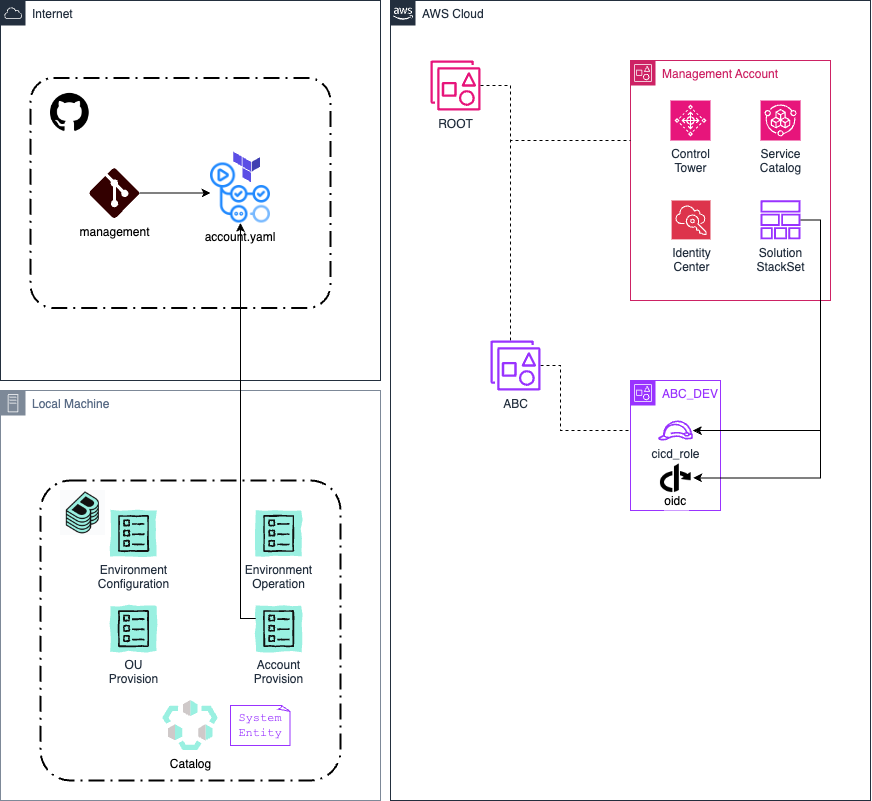 Internet
management
account.yaml
Local Machine
Environment
Configuration
Environment
Operation
OU
Provision
Account
Provision
Catalog
System
Entity
aws
AWS Cloud
ROOT
Management Account
Control
Tower
Service
Catalog
Identity
Center
Solution
StackSet
ABC
ABC_DEV
cicd_role
oidc